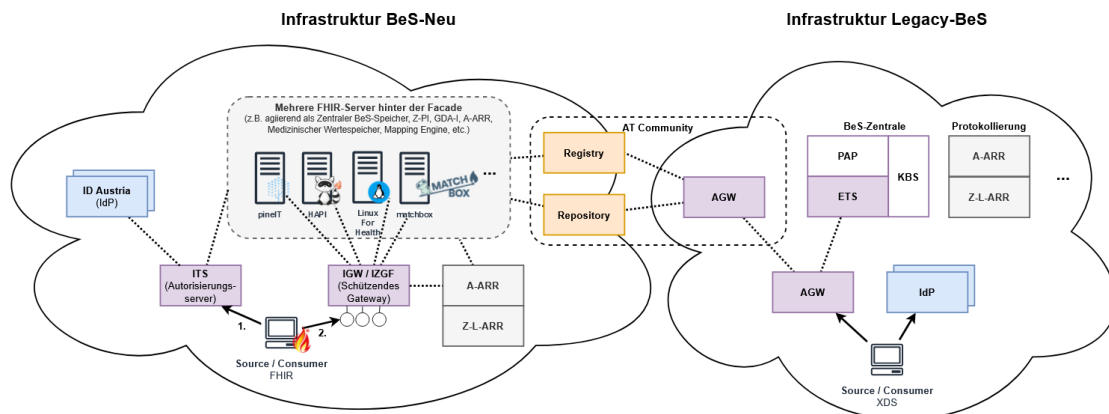 Infrastruktur BeS-Neu
Infrastruktur Legacy-BeS
Mehrere FHIR-Server hinter der Facade
(z.B. agiierend als Zentraler BeS-Speicher, Z-PI, GDA-I, A-ARR,
Medizinischer Wertespeicher, Mapping Engine, etc.)
pineIT
HAPI
Linux
For
Health
MATCH
BOX
matchbox
...
ID Austria
(IdP)
ITS
(Autorisierungs-
server)
IGW / IZGF
(Schützendes
Gateway)
A-ARR
Z-L-ARR
1.
2.
Source / Consumer
FHIR
AT Community
Registry
Repository
AGW
BeS-Zentrale
PAP
ETS
KBS
Protokollierung
A-ARR
Z-L-ARR
...
AGW
IdP
Source / Consumer
XDS